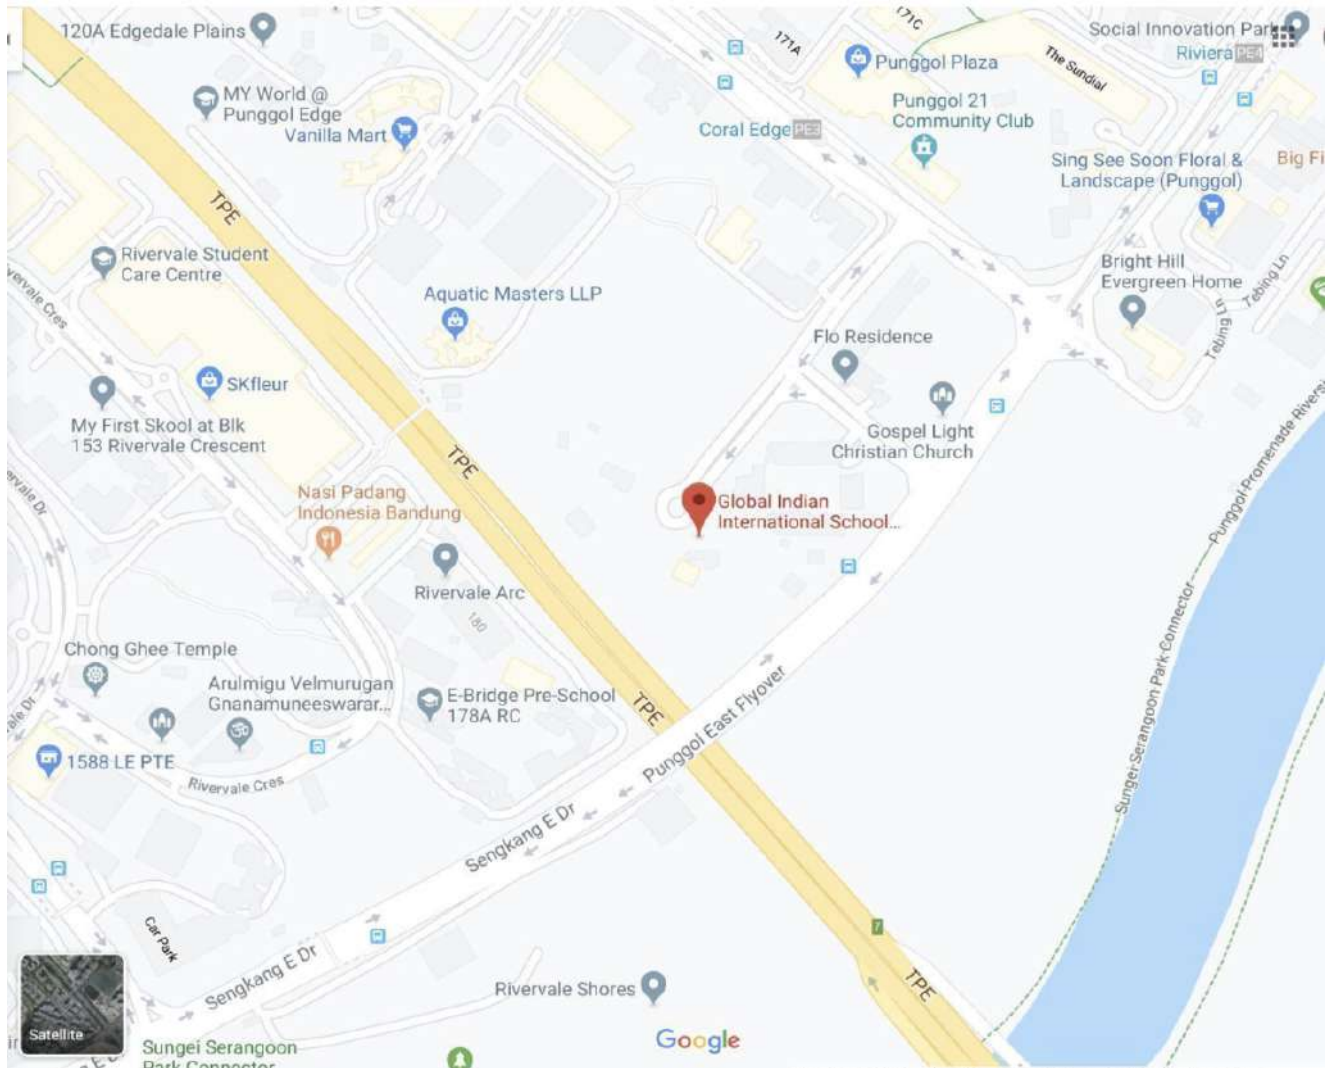 120A Edgedale Plains
171A
171C
Social Innovation Park
Riviera PE4
Punggol Plaza
The Sundial
MY World @
Punggol Edge
Vanilla Mart
Punggol 21
Community Club
Coral Edge PE3
Sing See Soon Floral &
Landscape (Punggol)
Big Fi
TPE
Rivervale Student
Care Centre
Bright Hill
Evergreen Home
Tebing Ln
Tebing Ln
Aquatic Masters LLP
Flo Residence
SKfleur
My First Skool at Blk
153 Rivervale Crescent
Gospel Light
Christian Church
TPE
Nasi Padang
Indonesia Bandung
Global Indian
International School...
Rivervale Arc
180
Chong Ghee Temple
Arulmigu Velmurugan
Gnanamuneeswarar...
E-Bridge Pre-School
178A RC
TPE
Punggol East Flyover
Sungei Serangoon Park Connector
1588 LE PTE
Rivervale Cres
Sengkang E Dr
Car Park
Sengkang E Dr
7
TPE
Rivervale Shores
Satellite
Google
Sungei Serangoon
Park Connector